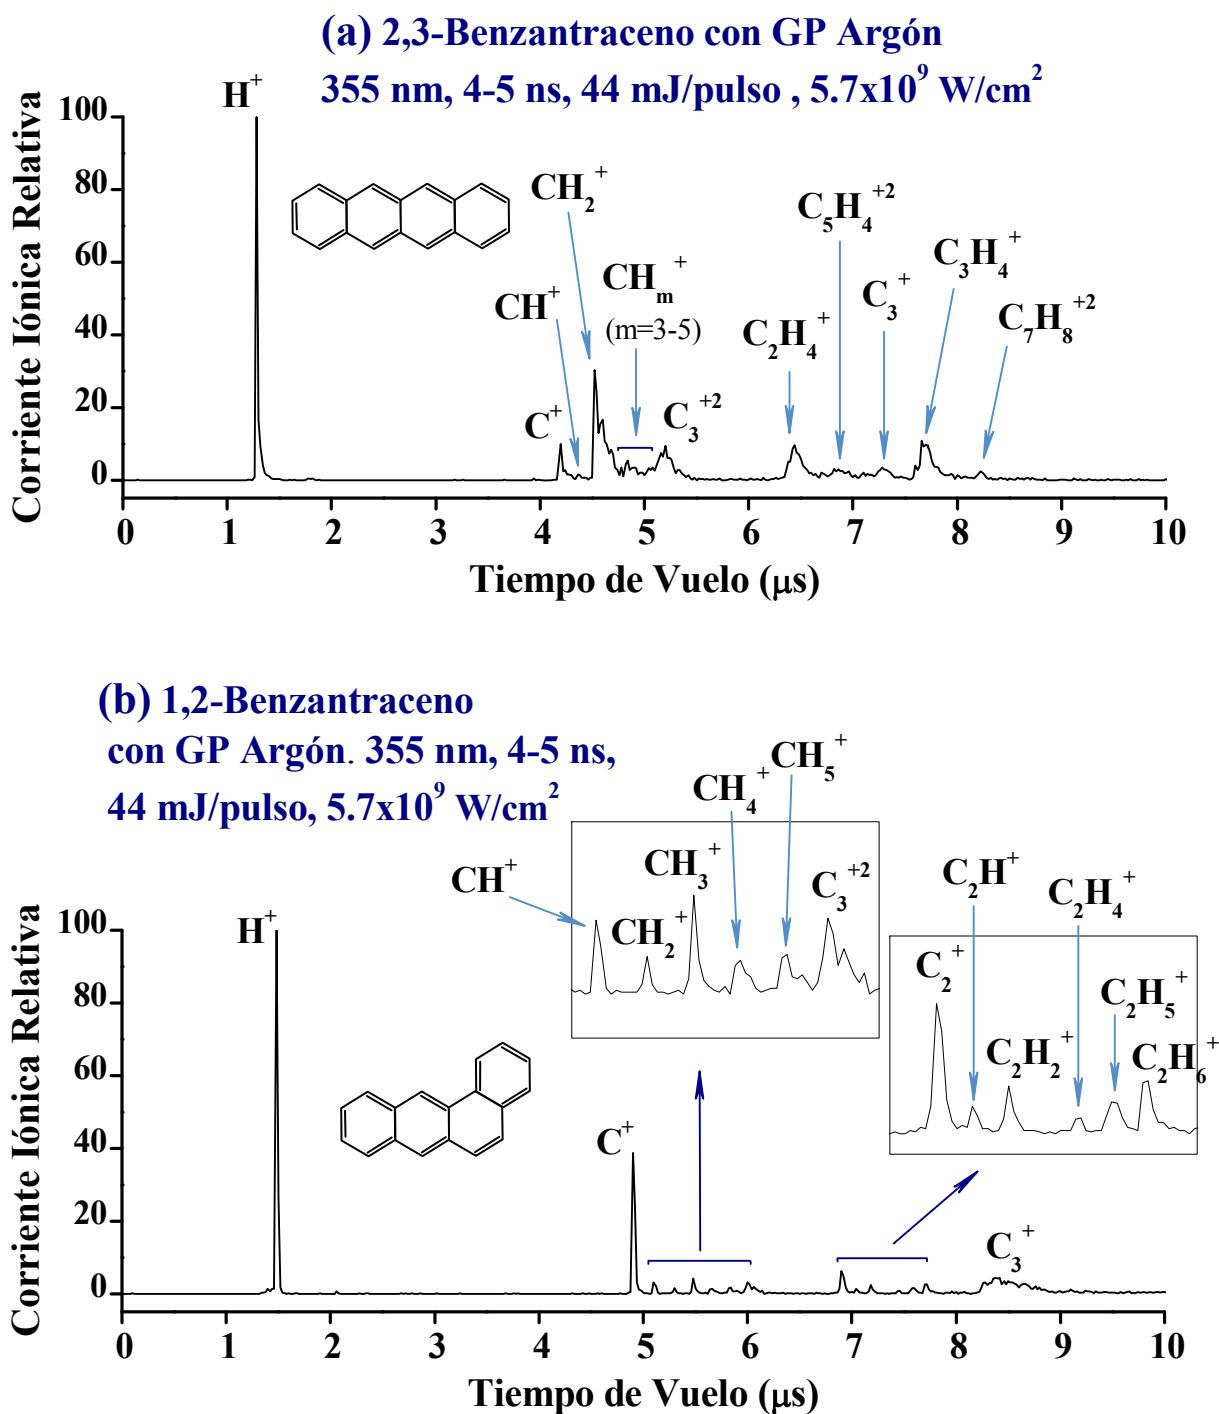 (a) 2,3-Benzantraceno con GP Argón
355 nm, 4-5 ns, 44 mJ/pulso , 5.7x10⁹ W/cm²
Corriente Iónica Relativa
100
80
60
40
20
0
H⁺
C⁺
CH⁺
CH₂⁺
CHₘ⁺
(m=3-5)
C₃⁺²
C₂H₄⁺
C₅H₄⁺²
C₃⁺
C₃H₄⁺
C₇H₈⁺²
0 1 2 3 4 5 6 7 8 9 10
Tiempo de Vuelo (μs)
(b) 1,2-Benzantraceno
con GP Argón. 355 nm, 4-5 ns,
44 mJ/pulso, 5.7x10⁹ W/cm²
Corriente Iónica Relativa
100
80
60
40
20
0
H⁺
C⁺
CH⁺
CH₂⁺
CH₃⁺
CH₄⁺
CH₅⁺
C₃⁺²
C₂⁺
C₂H⁺
C₂H₂⁺
C₂H₄⁺
C₂H₅⁺
C₂H₆⁺
C₃⁺
0 1 2 3 4 5 6 7 8 9 10
Tiempo de Vuelo (μs)